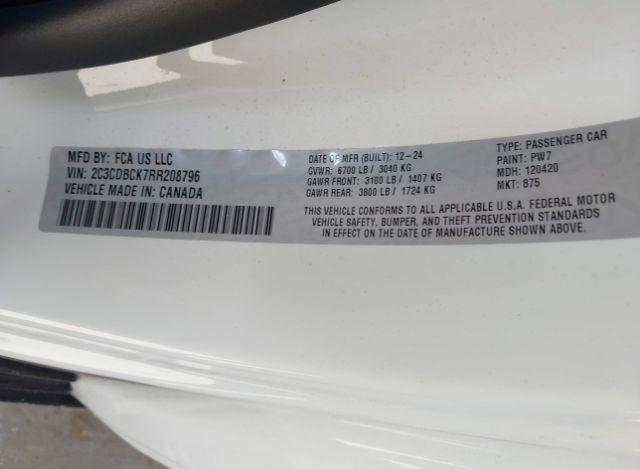 MFD BY: FCA US LLC
VIN: 2C3CDBCK7RR208796
VEHICLE MADE IN: CANADA
DATE OF MFR (BUILT): 12-24
GVWR: 6700 LB / 3040 KG
GAWR FRONT: 3100 LB / 1407 KG
GAWR REAR: 3800 LB / 1724 KG
TYPE: PASSENGER CAR
PAINT: PW7
MDH: 120420
MKT: 875
THIS VEHICLE CONFORMS TO ALL APPLICABLE U.S.A. FEDERAL MOTOR
VEHICLE SAFETY, BUMPER, AND THEFT PREVENTION STANDARDS
IN EFFECT ON THE DATE OF MANUFACTURE SHOWN ABOVE.